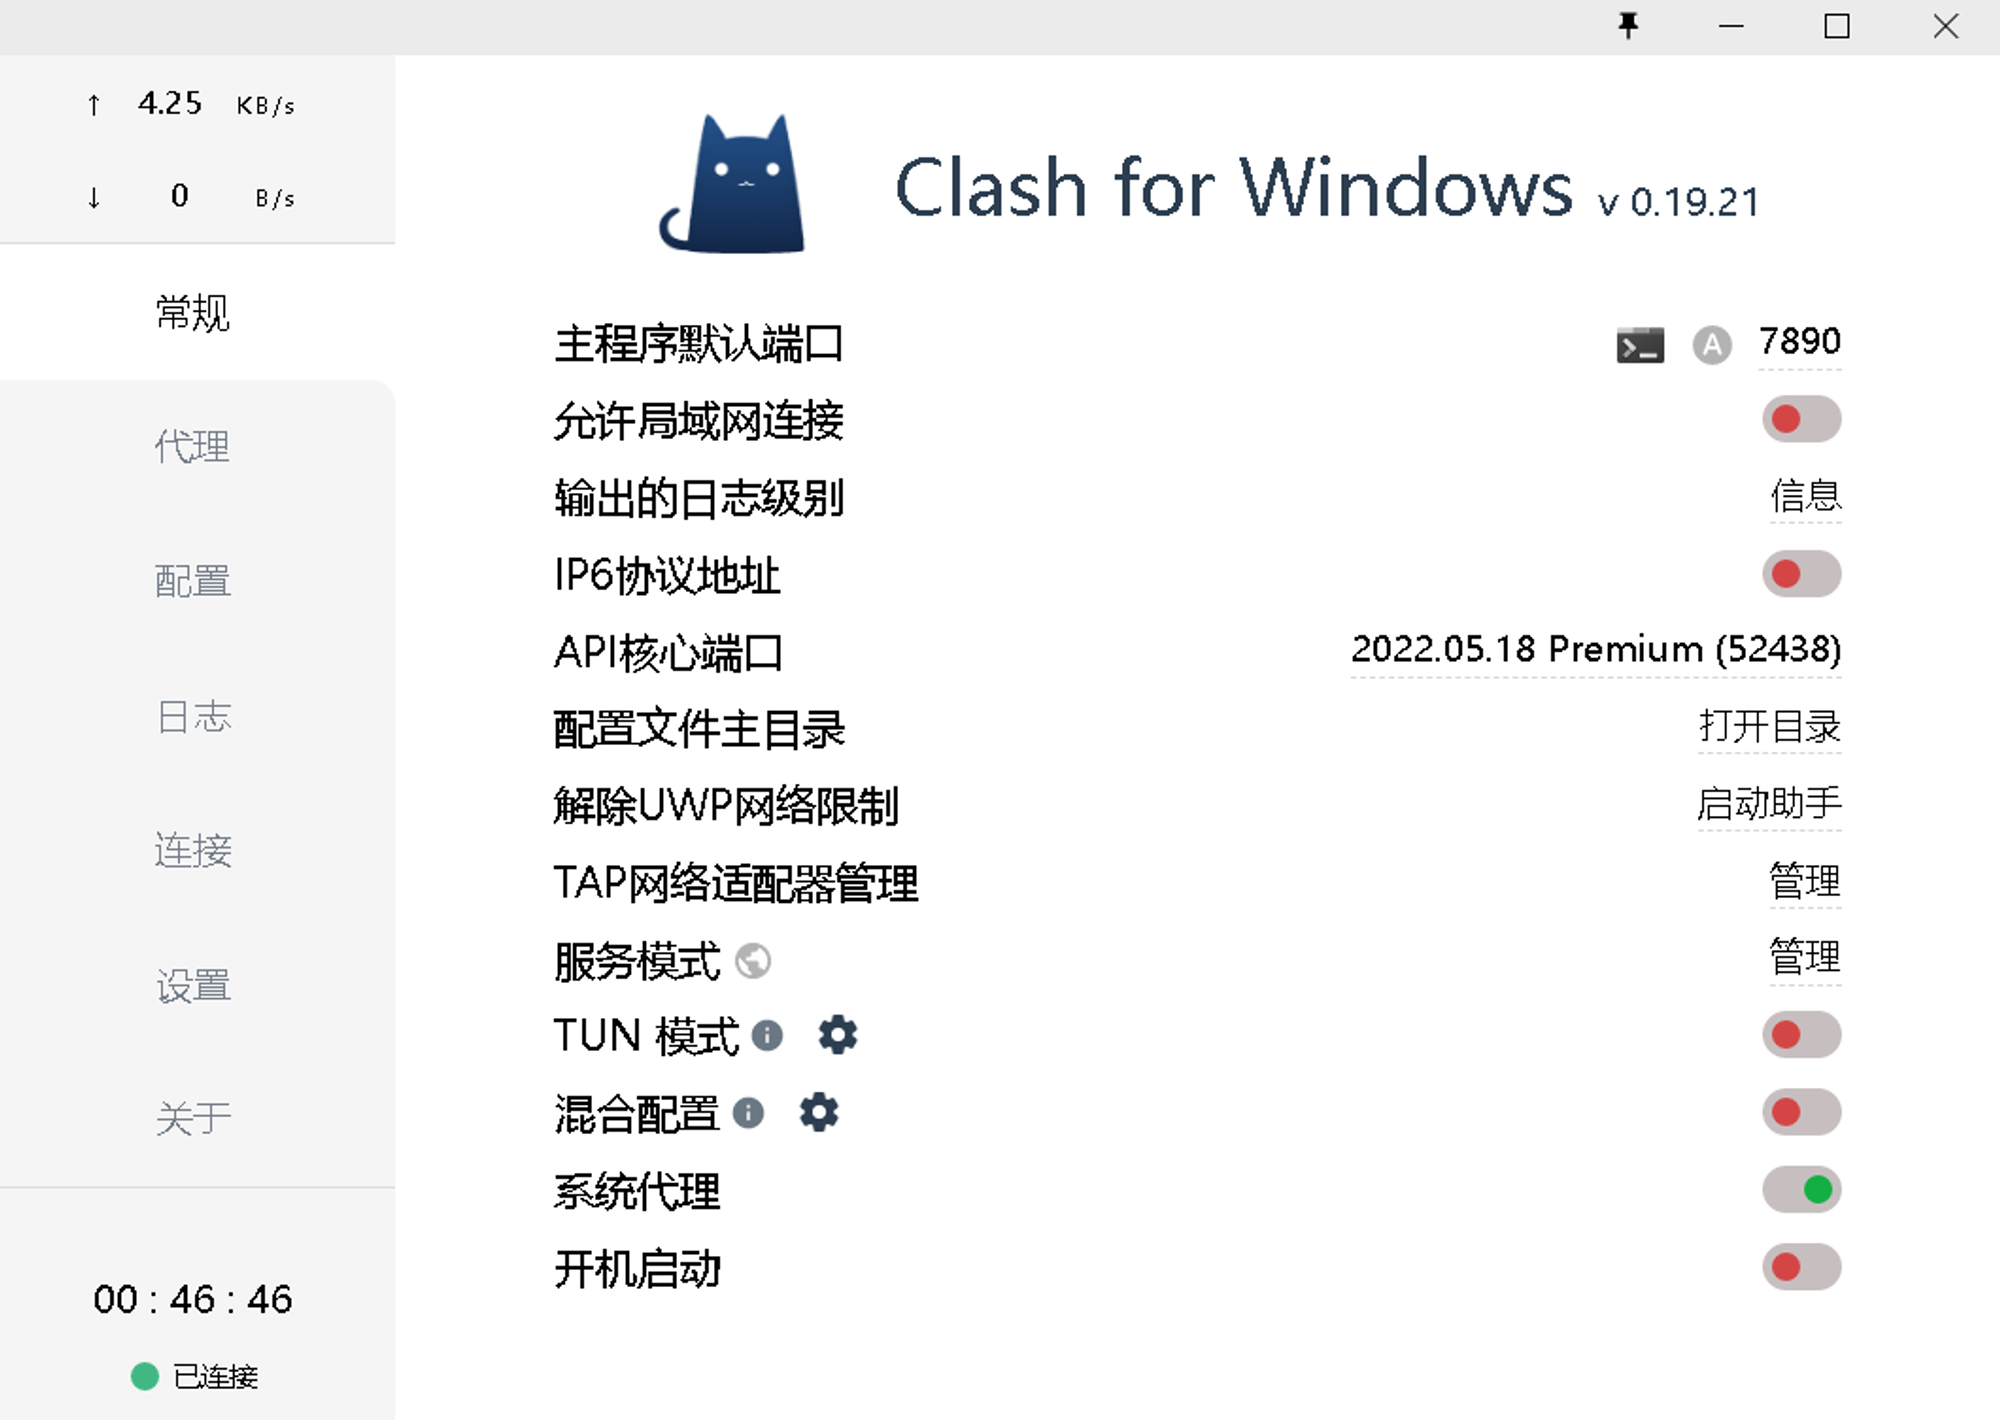 ↑ 4.25 KB/s
↓ 0 B/s
常规
代理
配置
日志
连接
设置
关于
00 : 46 : 46
已连接
Clash for Windows v 0.19.21
主程序默认端口 A 7890
允许局域网连接
输出的日志级别 信息
IP6协议地址
API核心端口 2022.05.18 Premium (52438)
配置文件主目录 打开目录
解除UWP网络限制 启动助手
TAP网络适配器管理 管理
服务模式 管理
TUN 模式
混合配置
系统代理
开机启动